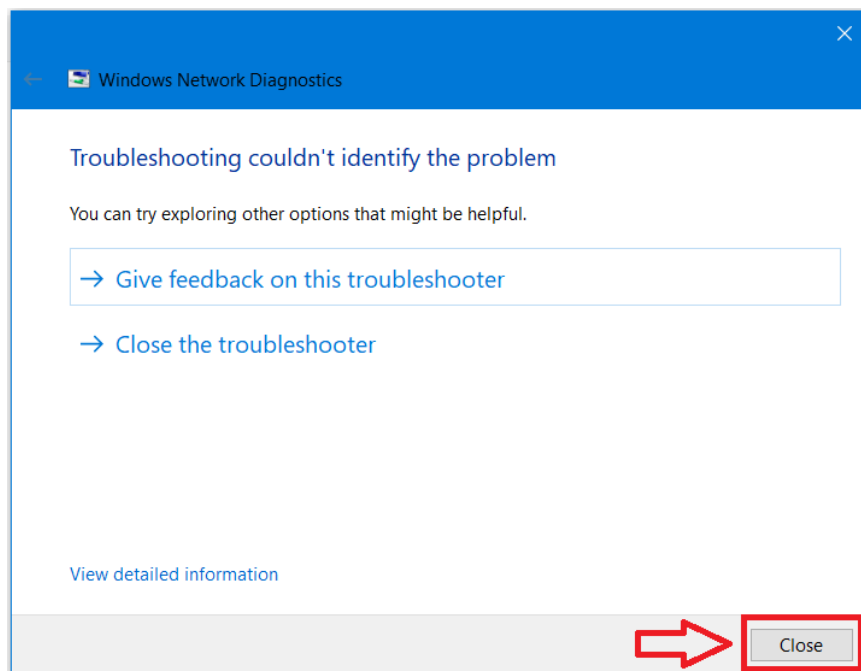 Windows Network Diagnostics
Troubleshooting couldn't identify the problem
You can try exploring other options that might be helpful.
Give feedback on this troubleshooter
Close the troubleshooter
View detailed information
Close